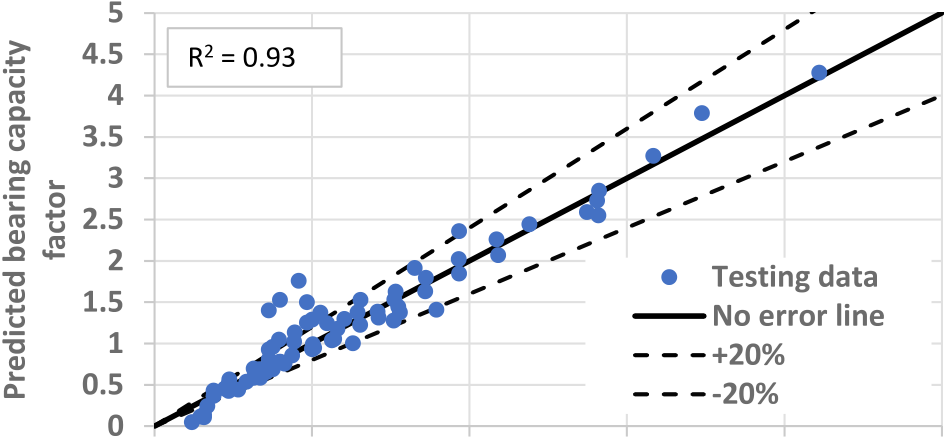 Predicted bearing capacity
factor
5
4.5
4
3.5
3
2.5
2
1.5
1
0.5
0
R² = 0.93
Testing data
No error line
+20%
-20%